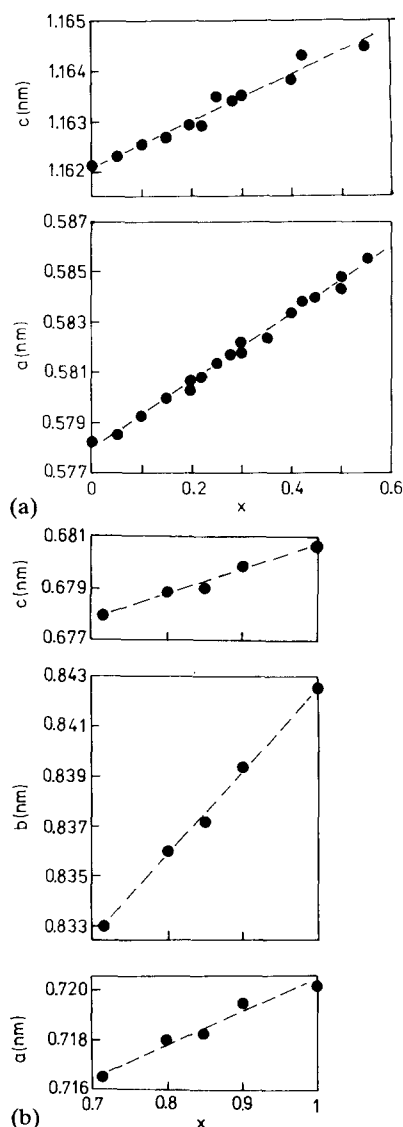 1.165
1.164
1.163
1.162
c(nm)
0.587
0.585
0.583
0.581
0.579
0.577
a(nm)
0 0.2 0.4 0.6
x
(a)
0.681
0.679
0.677
c(nm)
0.843
0.841
0.839
0.837
0.835
0.833
b(nm)
0.720
0.718
0.716
a(nm)
0.7 0.8 0.9 1
x
(b)